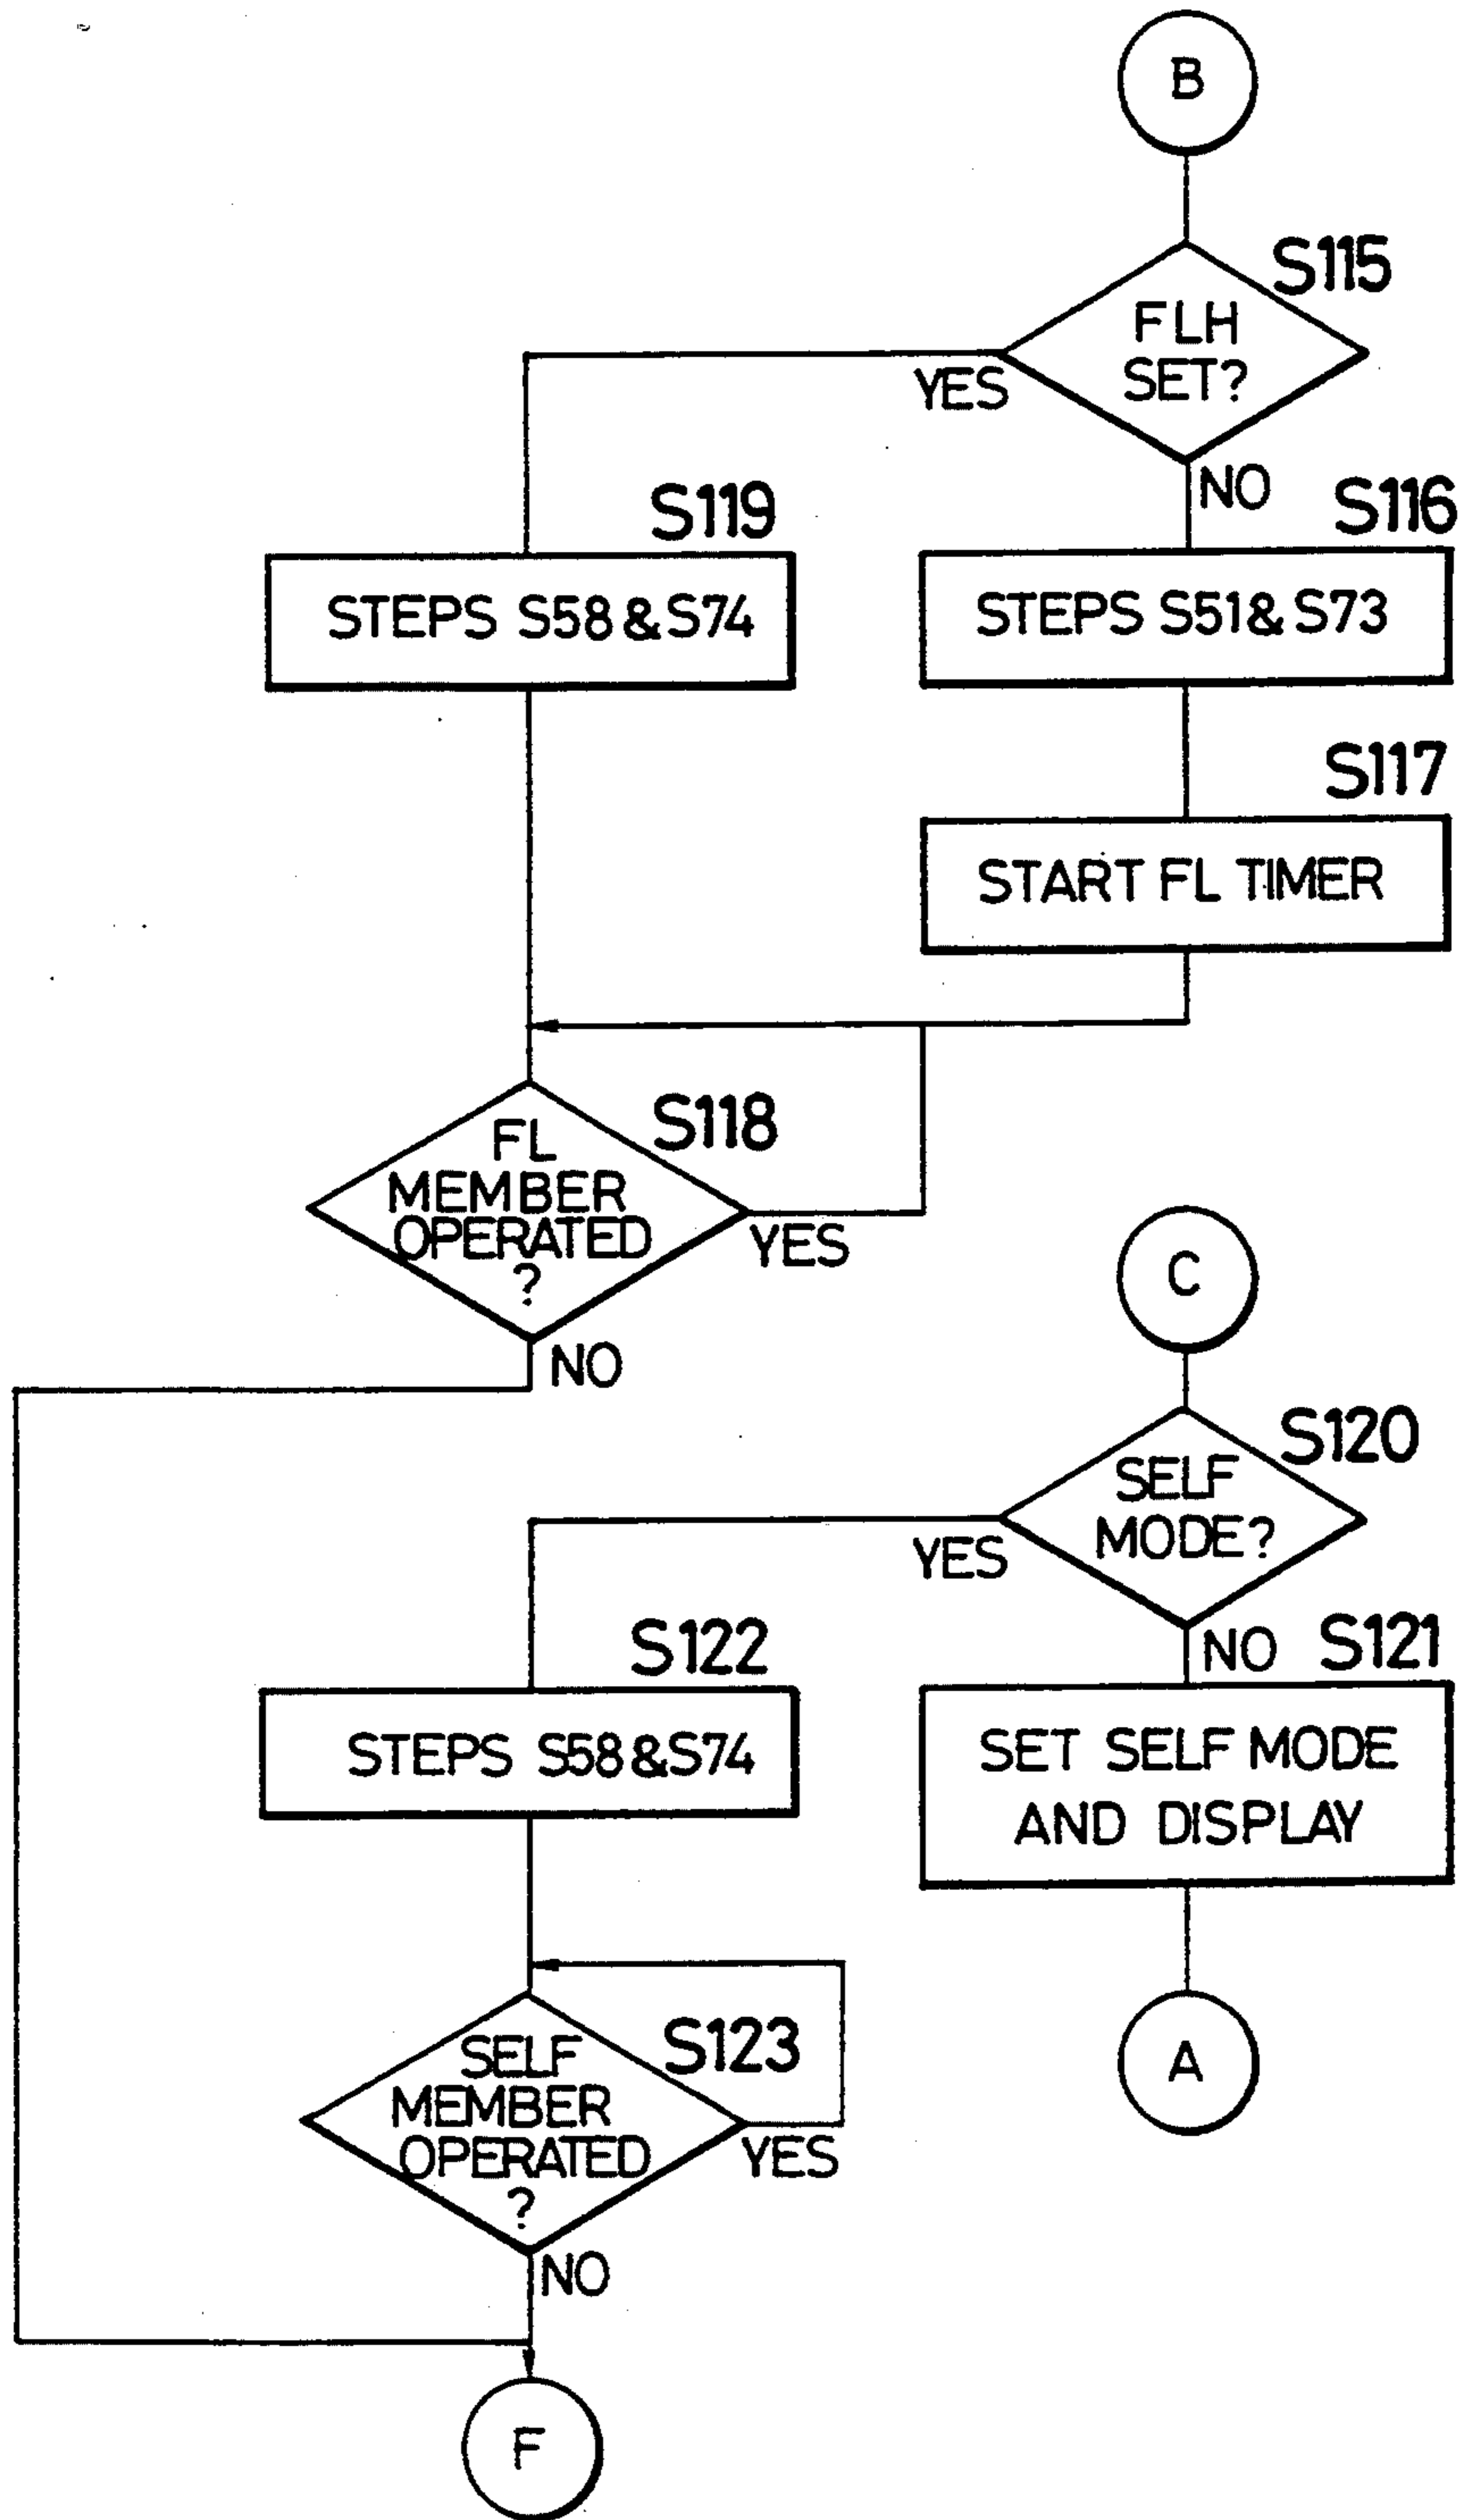 B
S115
FLH
SET?
YES
NO
S119
S116
STEPS S58 & S74
STEPS S51 & S73
S117
START FL TIMER
S118
FL
MEMBER
OPERATED
?
YES
NO
C
S120
SELF
MODE?
YES
NO
S122
S121
STEPS S58 & S74
SET SELF MODE
AND DISPLAY
S123
SELF
MEMBER
OPERATED
?
YES
NO
A
F